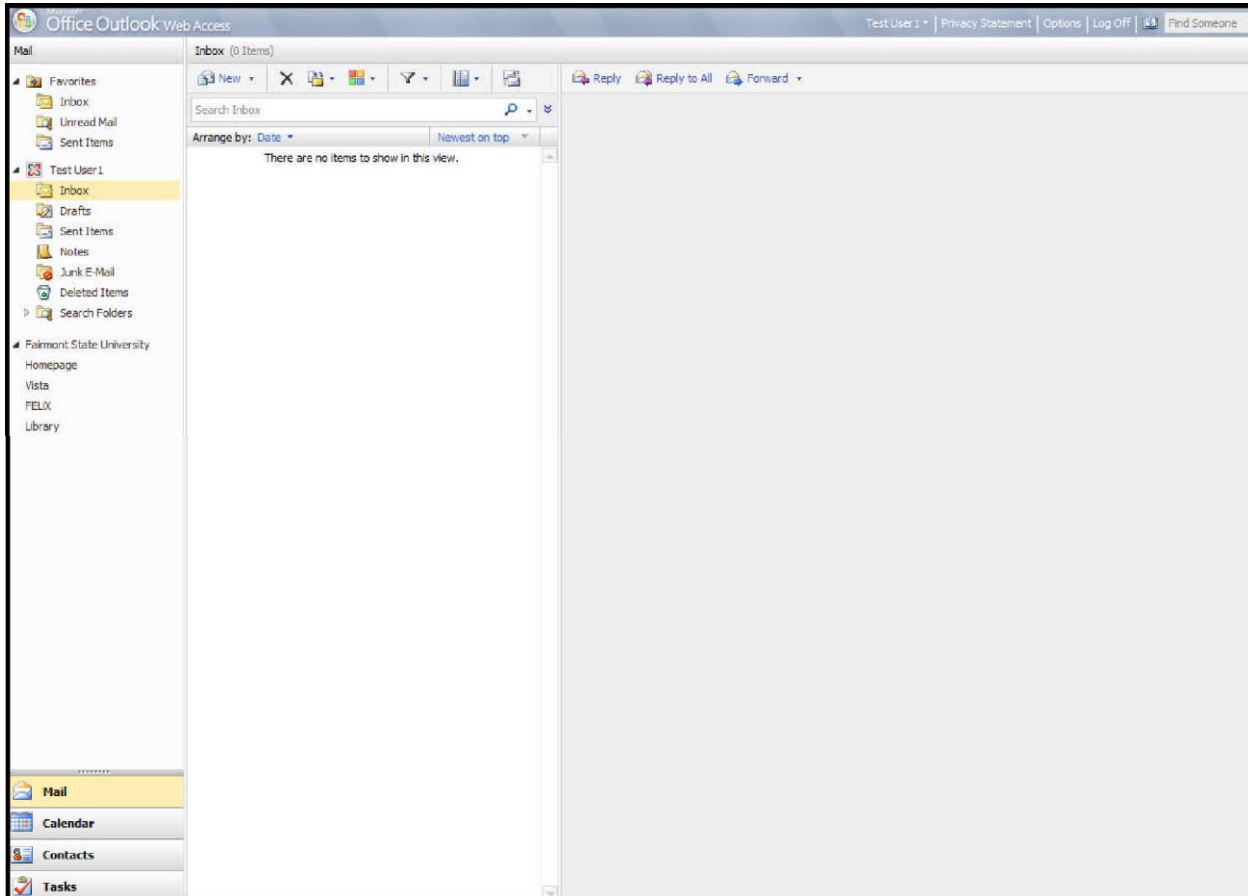 Microsoft
Office Outlook Web Access
Test User1
Privacy Statement
Options
Log Off
Find Someone
Mail
Inbox (0 Items)
Favorites
Inbox
Unread Mail
Sent Items
Test User1
Inbox
Drafts
Sent Items
Notes
Junk E-Mail
Deleted Items
Search Folders
Fairmont State University
Homepage
Vista
FELiX
Library
Mail
Calendar
Contacts
Tasks
New
Search Inbox
Arrange by: Date
Newest on top
There are no items to show in this view.
Reply
Reply to All
Forward